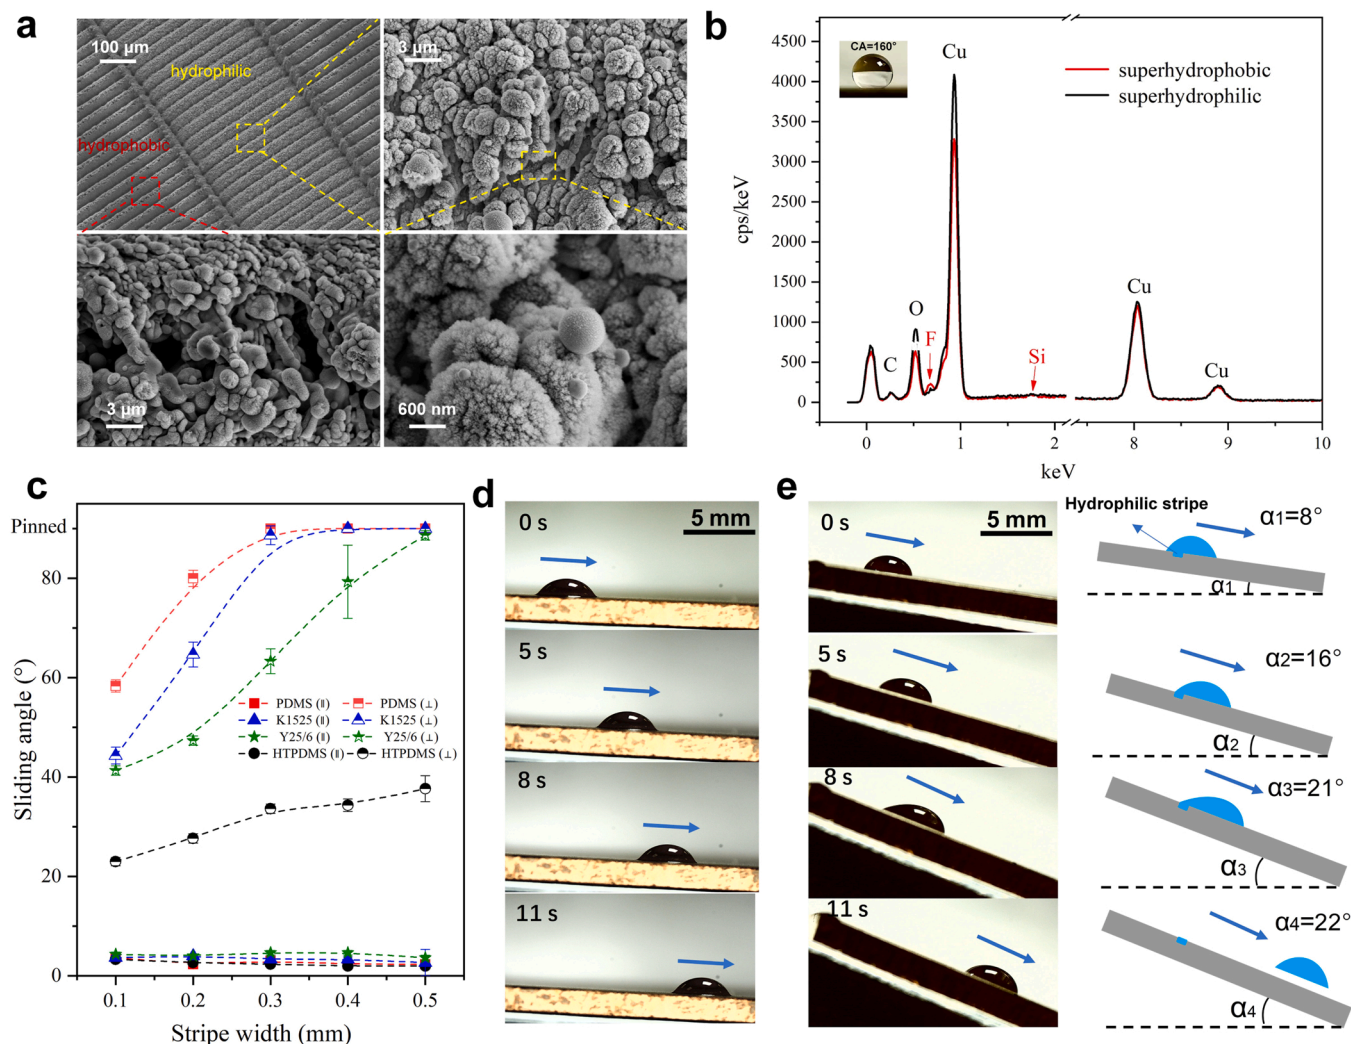 a
100 µm
hydrophilic
hydrophobic
3 µm
3 µm
600 nm
b
4500
4000
3500
3000
2500
2000
1500
1000
500
0
cps/keV
CA=160°
Cu
superhydrophobic
superhydrophilic
C
O
F
Si
Cu
Cu
0
1
2
8
9
10
keV
c
Pinned
80
60
40
20
0
Sliding angle (°)
PDMS (∥)
PDMS (⊥)
K1525 (∥)
K1525 (⊥)
Y25/6 (∥)
Y25/6 (⊥)
HTPDMS (∥)
HTPDMS (⊥)
0.1
0.2
0.3
0.4
0.5
Stripe width (mm)
d
0 s
5 mm
5 s
8 s
11 s
e
0 s
5 mm
5 s
8 s
11 s
Hydrophilic stripe
α1=8°
α1
α2=16°
α2
α3=21°
α3
α4=22°
α4